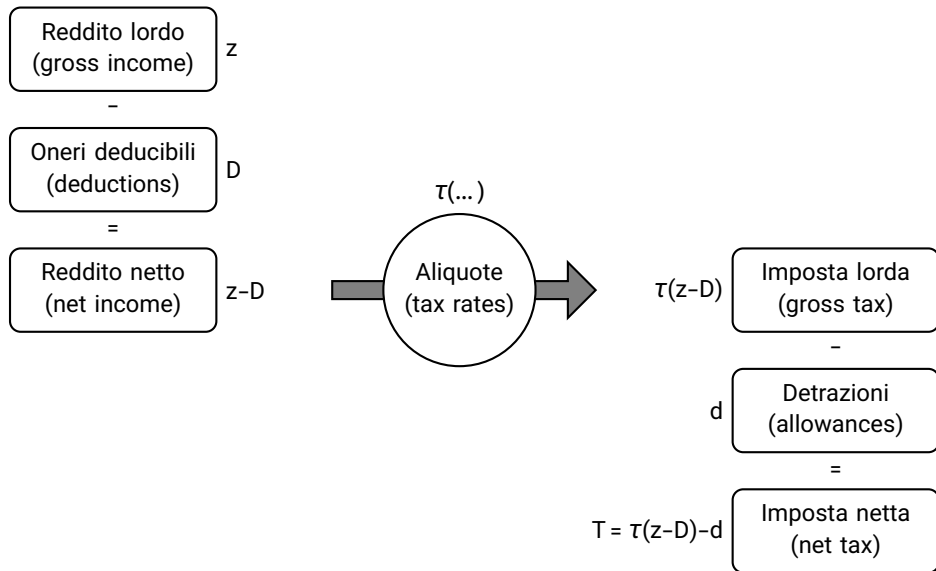 Reddito lordo
(gross income)
z
–
Oneri deducibili
(deductions)
D
=
Reddito netto
(net income)
z–D
τ(...)
Aliquote
(tax rates)
τ(z–D)
Imposta lorda
(gross tax)
–
d
Detrazioni
(allowances)
=
T = τ(z–D)–d
Imposta netta
(net tax)